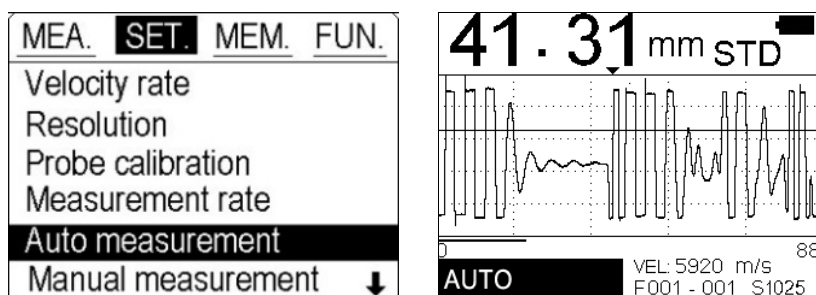 MEA. SET. MEM. FUN.
Velocity rate
Resolution
Probe calibration
Measurement rate
Auto measurement
Manual measurement
41.31 mm STD
0 88
AUTO
VEL: 5920 m/s
F001 - 001 S1025